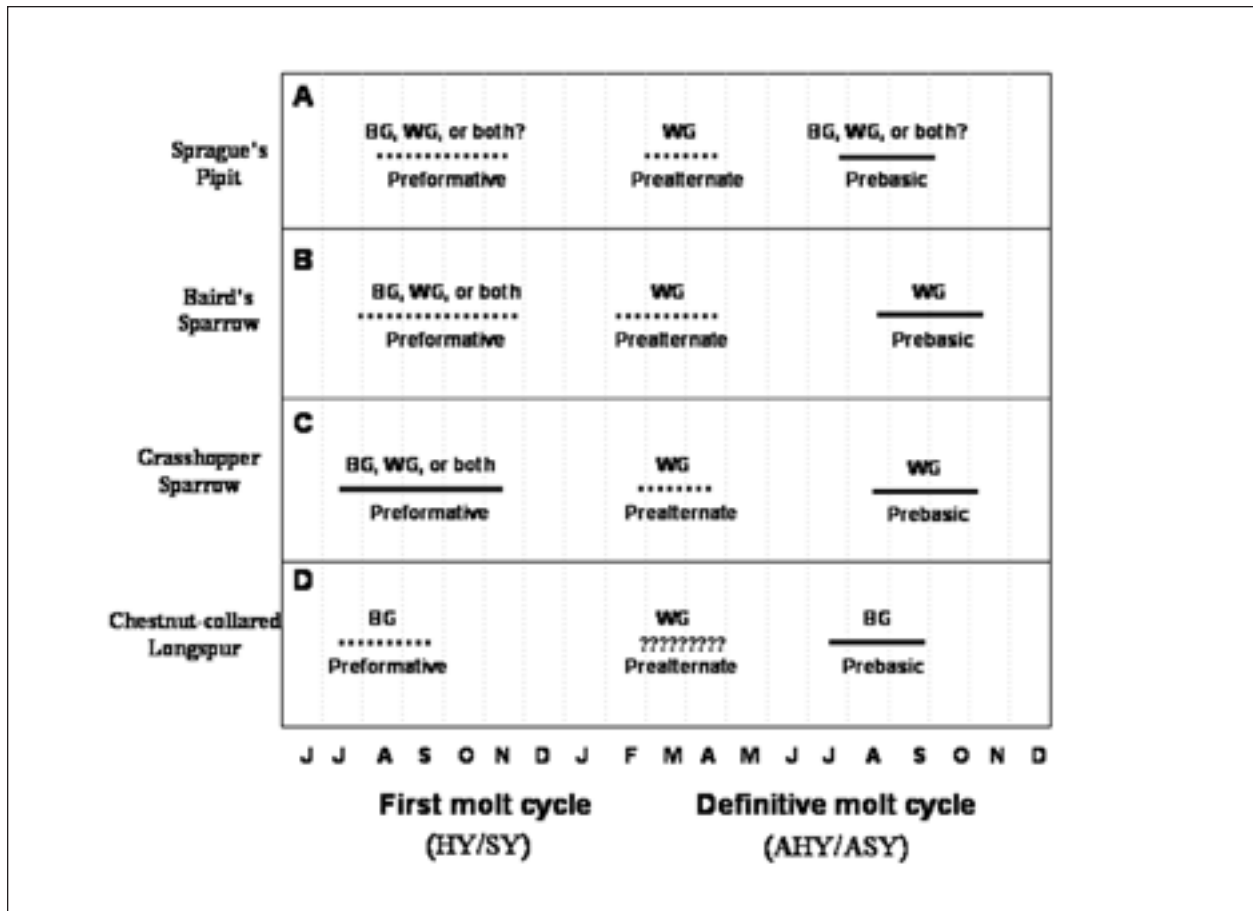 A
Sprague's
Pipit
BG, WG, or both?
Preformative
WG
Prealternate
BG, WG, or both?
Prebasic
B
Baird's
Sparrow
BG, WG, or both
Preformative
WG
Prealternate
WG
Prebasic
C
Grasshopper
Sparrow
BG, WG, or both
Preformative
WG
Prealternate
WG
Prebasic
D
Chestnut-collared
Longspur
BG
Preformative
WG
?????????
Prealternate
BG
Prebasic
J J A S O N D J F M A M J J A S O N D
First molt cycle
(HY/SY)
Definitive molt cycle
(AHY/ASY)